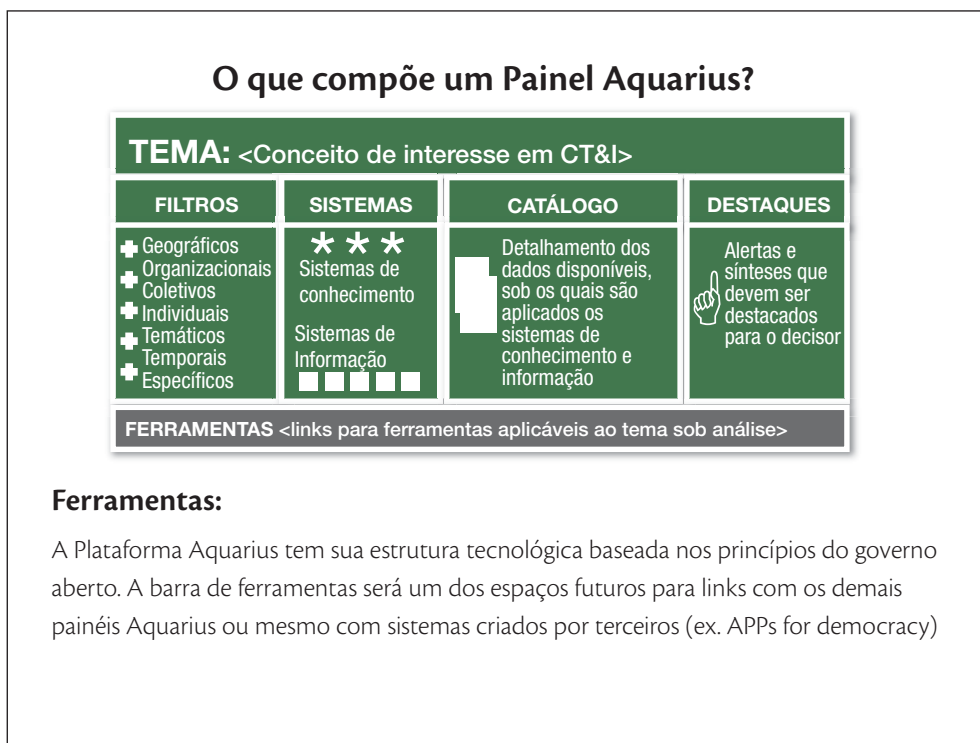 O que compõe um Painel Aquarius?
TEMA: <Conceito de interesse em CT&I>
FILTROS
Geográficos
Organizacionais
Coletivos
Individuais
Temáticos
Temporais
Específicos
SISTEMAS
Sistemas de
conhecimento
Sistemas de
Informação
CATÁLOGO
Detalhamento dos
dados disponíveis,
sob os quais são
aplicados os
sistemas de
conhecimento e
informação
DESTAQUES
Alertas e
sínteses que
devem ser
destacados
para o decisor
FERRAMENTAS <links para ferramentas aplicáveis ao tema sob análise>
Ferramentas:
A Plataforma Aquarius tem sua estrutura tecnológica baseada nos princípios do governo
aberto. A barra de ferramentas será um dos espaços futuros para links com os demais
painéis Aquarius ou mesmo com sistemas criados por terceiros (ex. APPs for democracy)